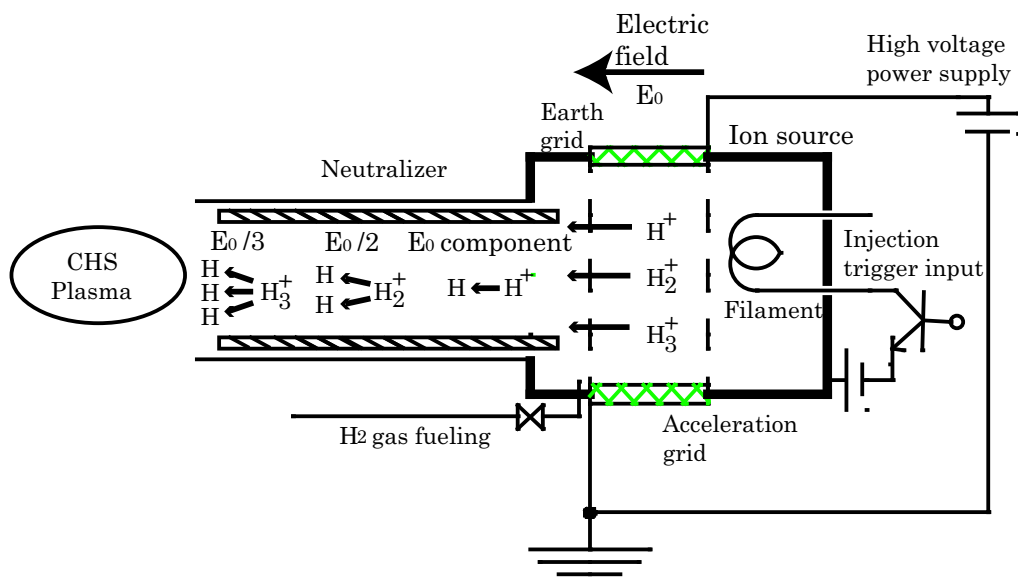 Electric
field
E0
High voltage
power supply
Earth
grid
Ion source
Neutralizer
E0 /3
E0 /2
E0 component
CHS
Plasma
H
H
H
H3+
H
H
H2+
H
H+
H+
H2+
H3+
Injection
trigger input
Filament
H2 gas fueling
Acceleration
grid